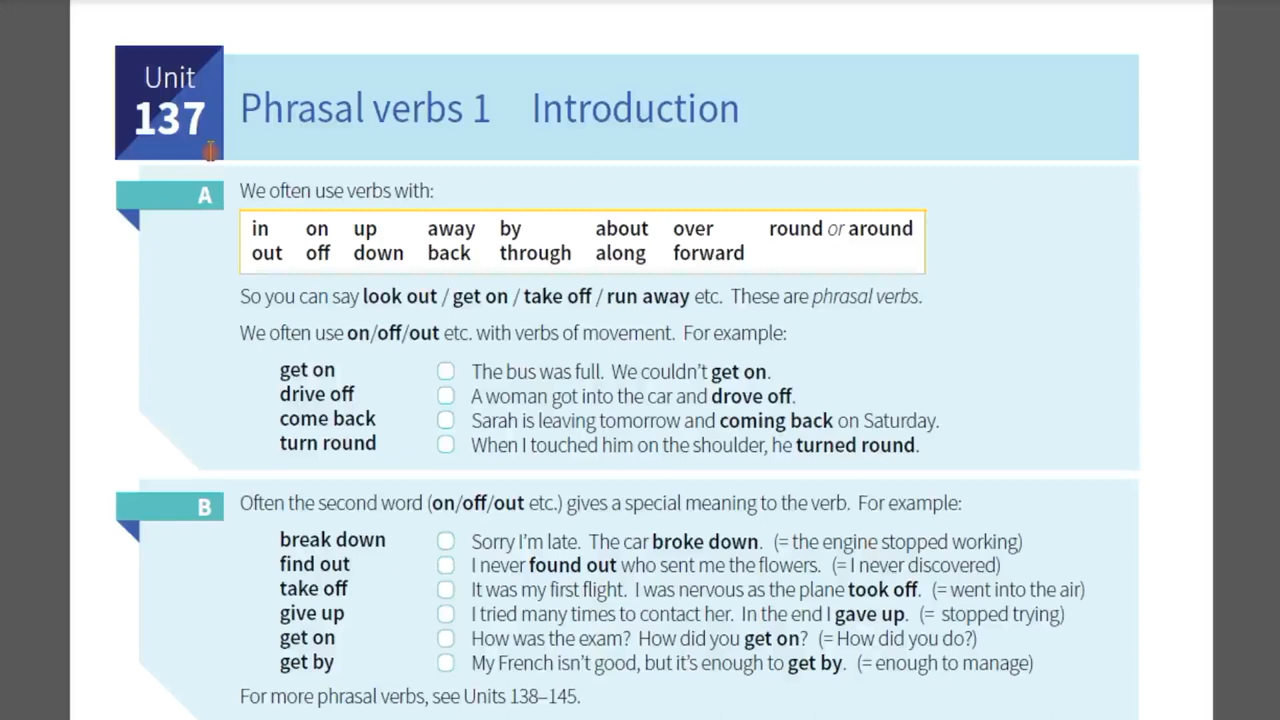 Unit
137
Phrasal verbs 1 Introduction
A
We often use verbs with:
in on up away by about over round or around
out off down back through along forward
So you can say look out / get on / take off / run away etc. These are phrasal verbs.
We often use on/off/out etc. with verbs of movement. For example:
get on The bus was full. We couldn’t get on.
drive off A woman got into the car and drove off.
come back Sarah is leaving tomorrow and coming back on Saturday.
turn round When I touched him on the shoulder, he turned round.
B
Often the second word (on/off/out etc.) gives a special meaning to the verb. For example:
break down Sorry I’m late. The car broke down. (= the engine stopped working)
find out I never found out who sent me the flowers. (= I never discovered)
take off It was my first flight. I was nervous as the plane took off. (= went into the air)
give up I tried many times to contact her. In the end I gave up. (= stopped trying)
get on How was the exam? How did you get on? (= How did you do?)
get by My French isn’t good, but it’s enough to get by. (= enough to manage)
For more phrasal verbs, see Units 138–145.